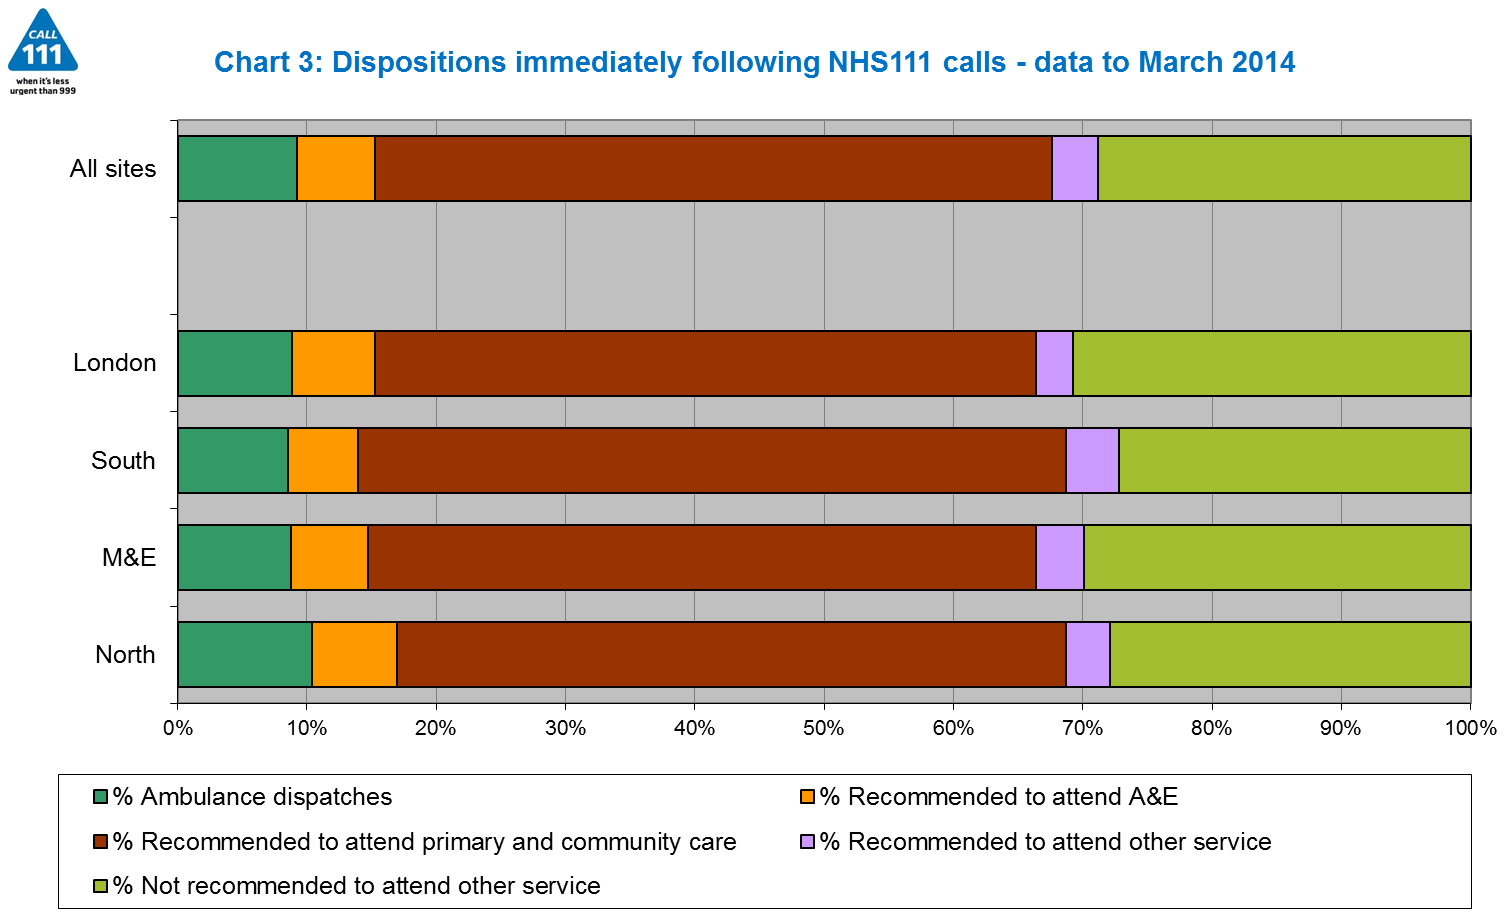 CALL
111
when it's less
urgent than 999
Chart 3: Dispositions immediately following NHS111 calls - data to March 2014
All sites
London
South
M&E
North
0% 10% 20% 30% 40% 50% 60% 70% 80% 90% 100%
% Ambulance dispatches % Recommended to attend A&E
% Recommended to attend primary and community care % Recommended to attend other service
% Not recommended to attend other service